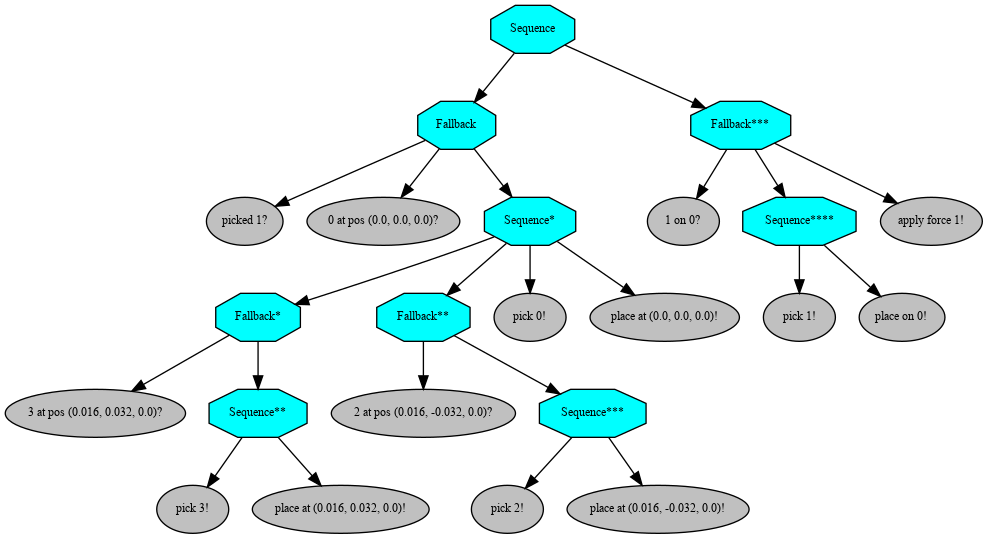 Sequence
Fallback
Fallback***
picked 1?
0 at pos (0.0, 0.0, 0.0)?
Sequence*
1 on 0?
Sequence****
apply force 1!
Fallback*
Fallback**
pick 0!
place at (0.0, 0.0, 0.0)!
pick 1!
place on 0!
3 at pos (0.016, 0.032, 0.0)?
Sequence**
2 at pos (0.016, -0.032, 0.0)?
Sequence***
pick 3!
place at (0.016, 0.032, 0.0)!
pick 2!
place at (0.016, -0.032, 0.0)!